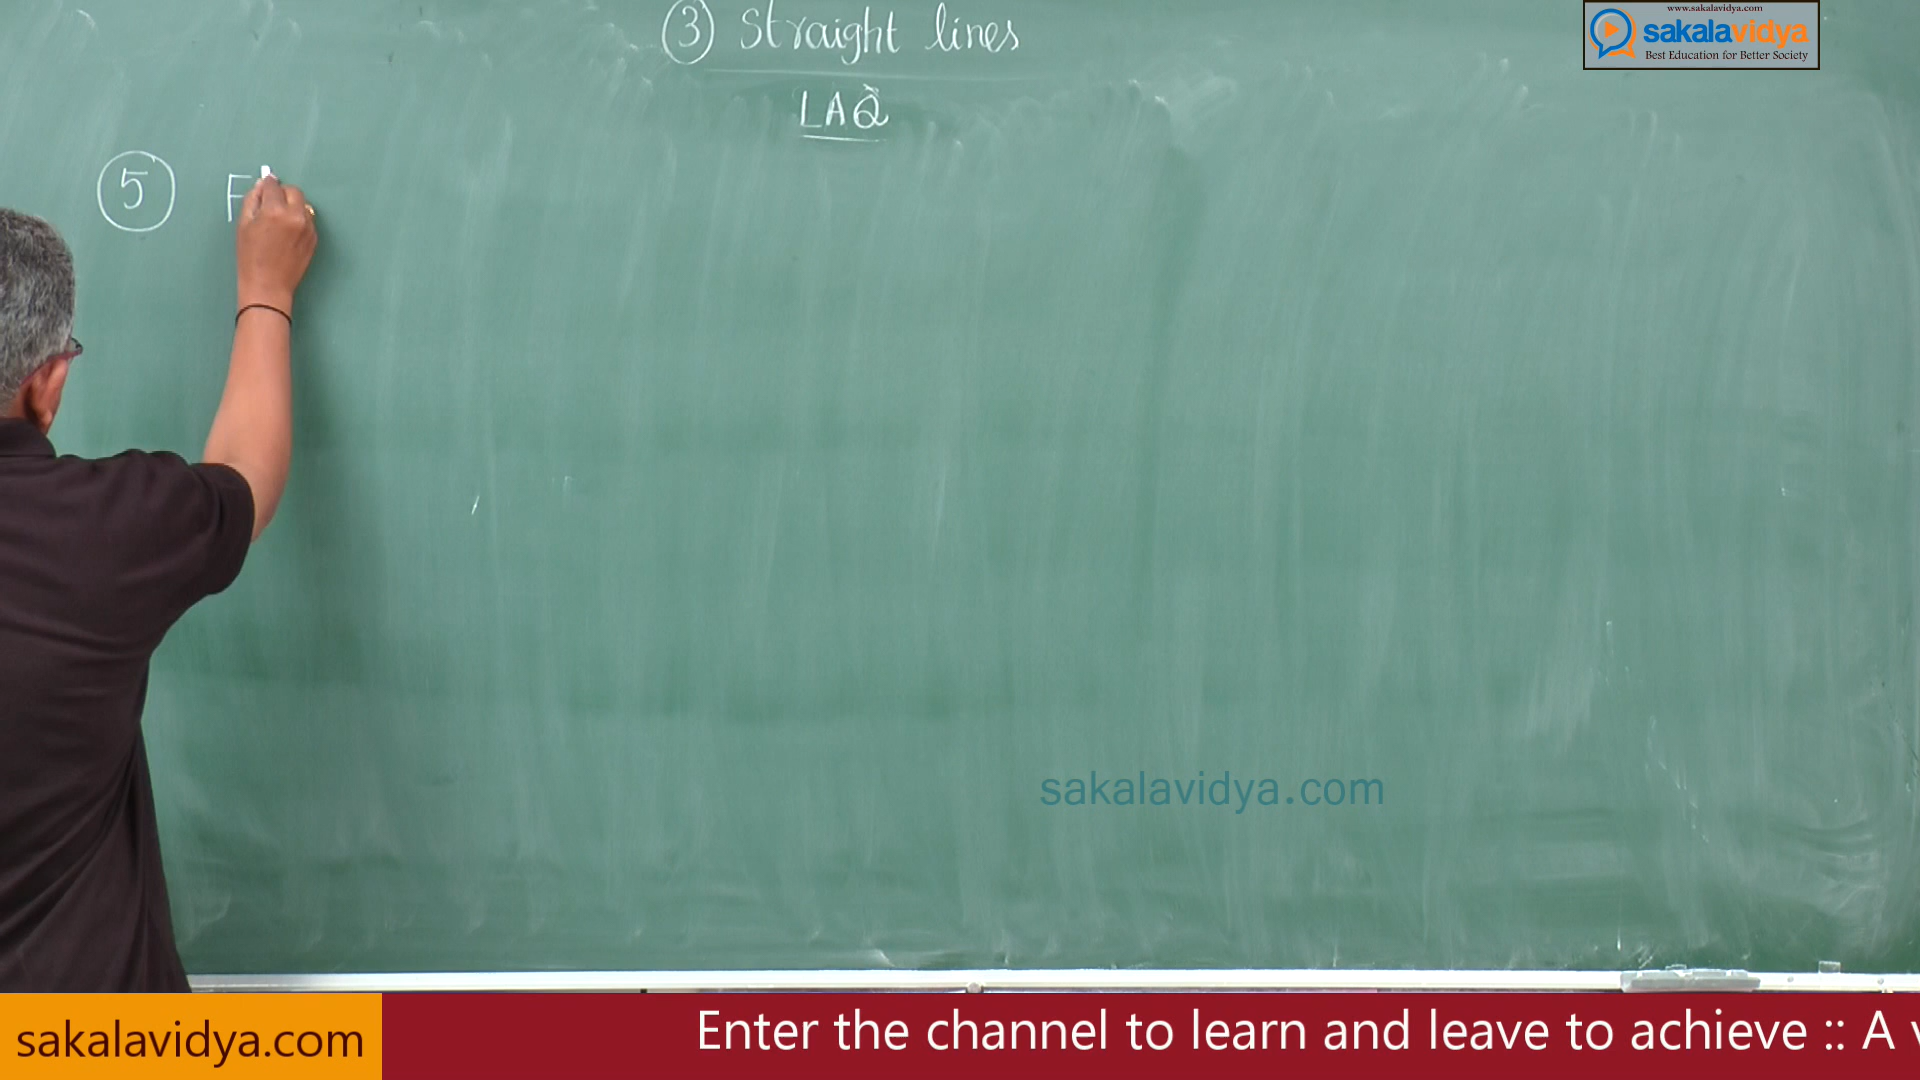 ③ Straight lines
LAQ
⑤ F
www.sakalavidya.com
sakalavidya
Best Education for Better Society
sakalavidya.com
sakalavidya.com
Enter the channel to learn and leave to achieve :: A